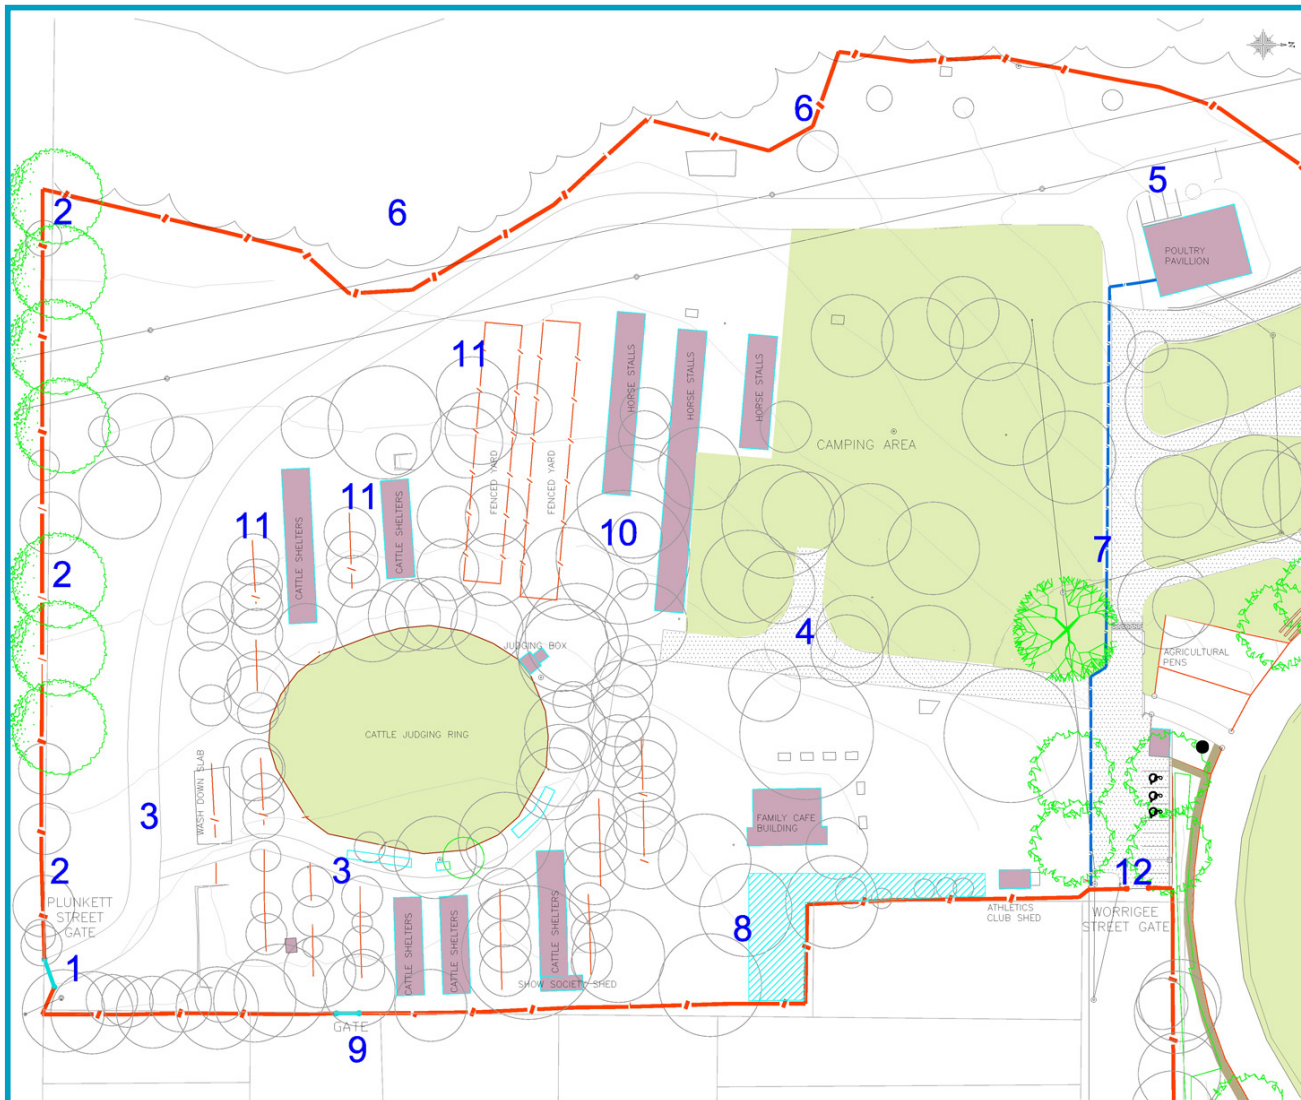 N
6
5
2
6
POULTRY
PAVILLION
11
HORSE STALLS
HORSE STALLS
HORSE STALLS
CAMPING AREA
FENCED YARD
FENCED YARD
11
11
CATTLE SHELTERS
CATTLE SHELTERS
10
7
2
4
JUDGING BOX
AGRICULTURAL
PENS
CATTLE JUDGING RING
WASH DOWN SLAB
3
FAMILY CAFE
BUILDING
2
3
12
PLUNKETT
STREET
GATE
ATHLETICS
CLUB SHED
WORRIGEE
STREET GATE
8
CATTLE SHELTERS
CATTLE SHELTERS
CATTLE SHELTERS
1
SHOW SOCIETY SHED
GATE
9